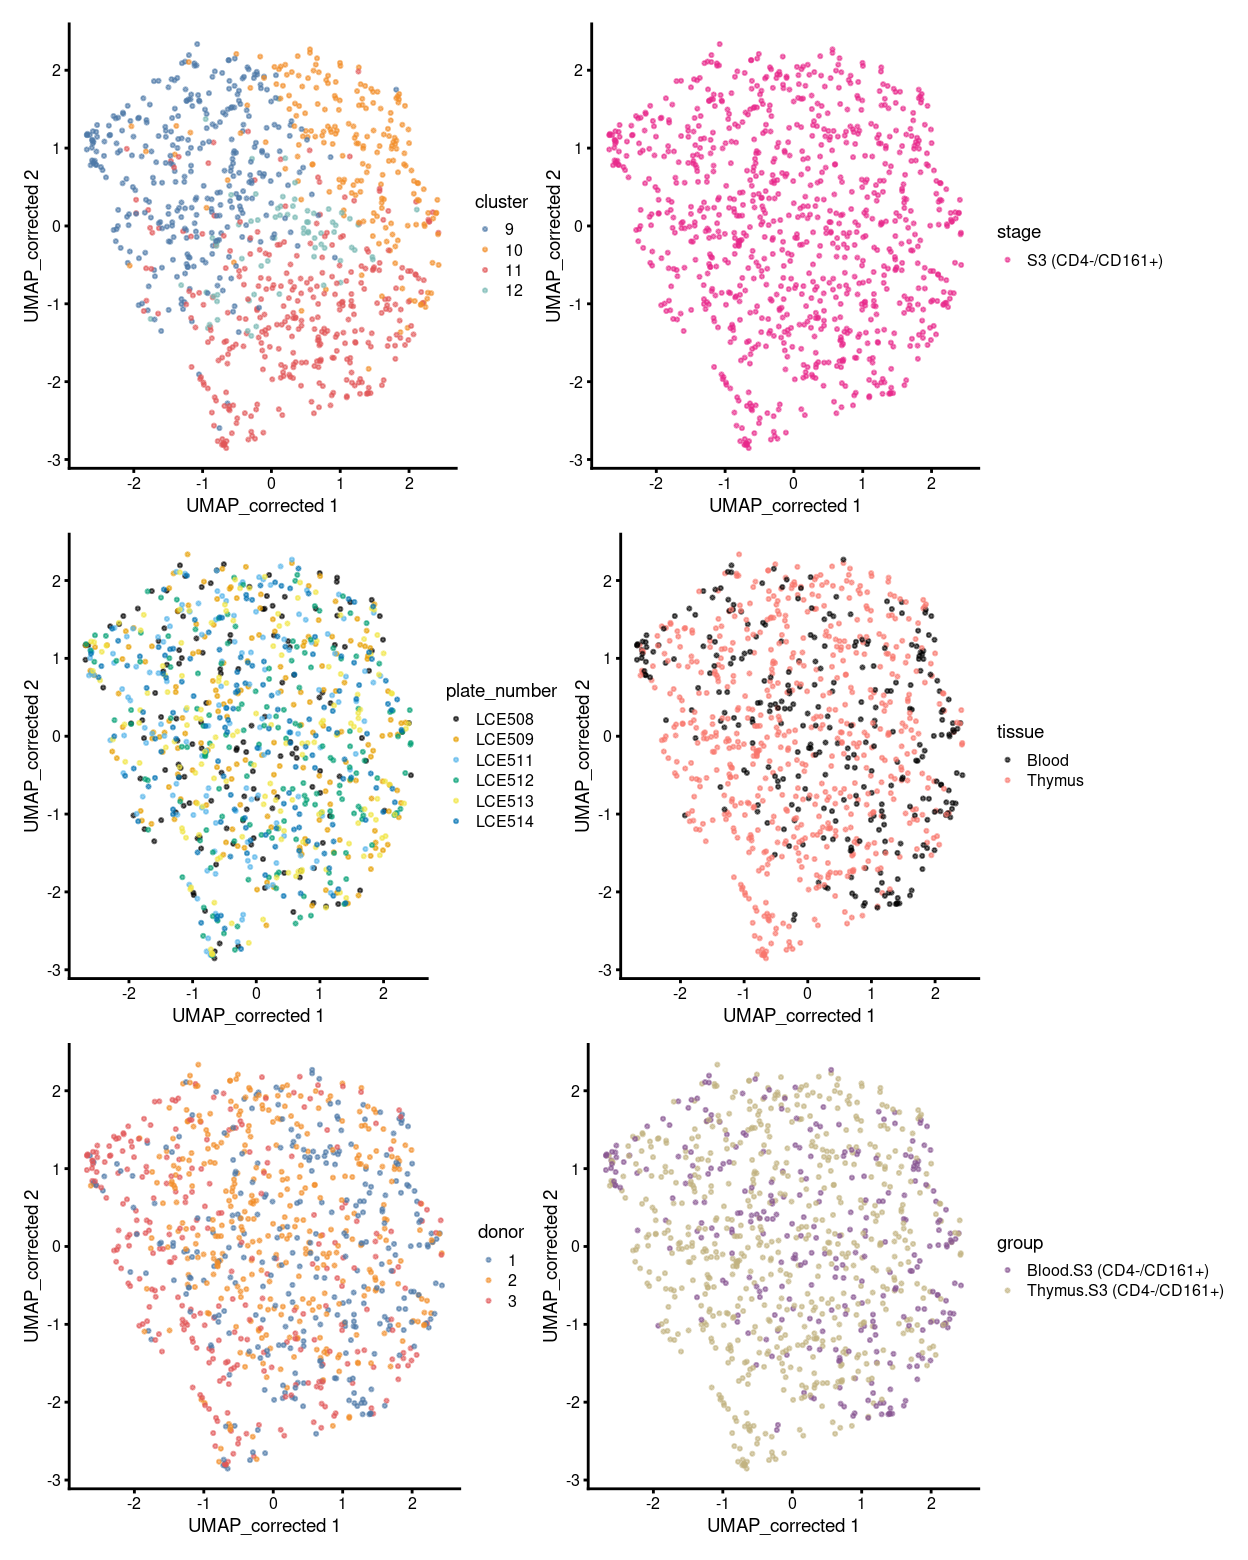 2
1
0
-1
-2
-3
UMAP_corrected 2
-2
-1
0
1
2
UMAP_corrected 1
cluster
9
10
11
12
2
1
0
-1
-2
-3
UMAP_corrected 2
-2
-1
0
1
2
UMAP_corrected 1
stage
S3 (CD4-/CD161+)
2
1
0
-1
-2
-3
UMAP_corrected 2
-2
-1
0
1
2
UMAP_corrected 1
plate_number
LCE508
LCE509
LCE511
LCE512
LCE513
LCE514
2
1
0
-1
-2
-3
UMAP_corrected 2
-2
-1
0
1
2
UMAP_corrected 1
tissue
Blood
Thymus
2
1
0
-1
-2
-3
UMAP_corrected 2
-2
-1
0
1
2
UMAP_corrected 1
donor
1
2
3
2
1
0
-1
-2
-3
UMAP_corrected 2
-2
-1
0
1
2
UMAP_corrected 1
group
Blood.S3 (CD4-/CD161+)
Thymus.S3 (CD4-/CD161+)